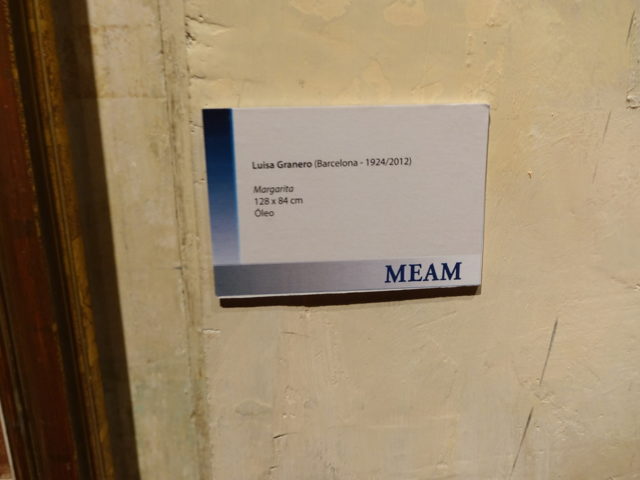 Luisa Granero (Barcelona - 1924/2012)
Margarita
128 x 84 cm
Óleo
MEAM